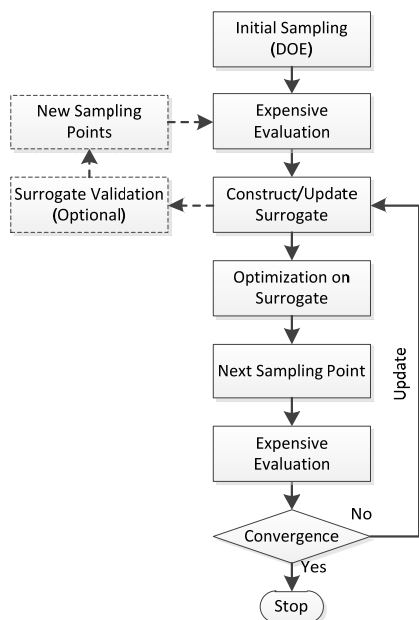 Initial Sampling
(DOE)
New Sampling
Points
Expensive
Evaluation
Surrogate Validation
(Optional)
Construct/Update
Surrogate
Optimization on
Surrogate
Next Sampling Point
Update
Expensive
Evaluation
No
Convergence
Yes
Stop